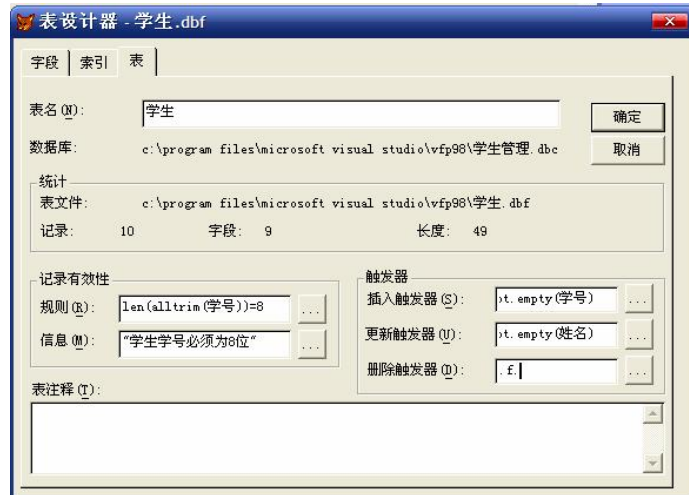 表设计器 - 学生.dbf
字段 索引 表
表名(N): 学生 确定
数据库: c:\program files\microsoft visual studio\vfp98\学生管理.dbc 取消
统计
表文件: c:\program files\microsoft visual studio\vfp98\学生.dbf
记录: 10 字段: 9 长度: 49
记录有效性 触发器
插入触发器(S): ot.empty(学号) ...
规则(R): len(alltrim(学号))=8 ...
更新触发器(U): ot.empty(姓名) ...
信息(M): "学生学号必须为8位" ...
删除触发器(D): .f. ...
表注释(T):